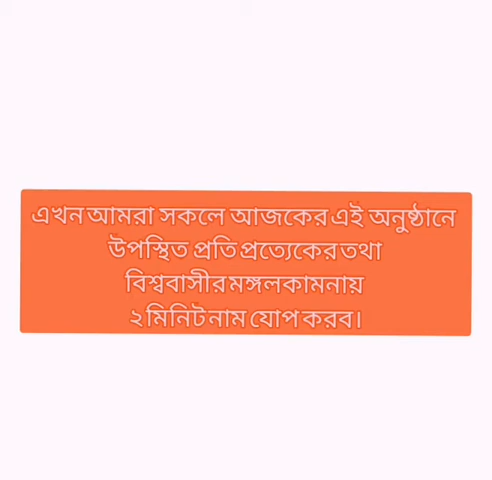 এখন আমরা সকলে আজকের এই অনুষ্ঠানে
উপস্থিত প্রতি প্রত্যেকের তথা
বিশ্ববাসীর মঙ্গলকামনায়
২ মিনিট নাম যোপ করব।